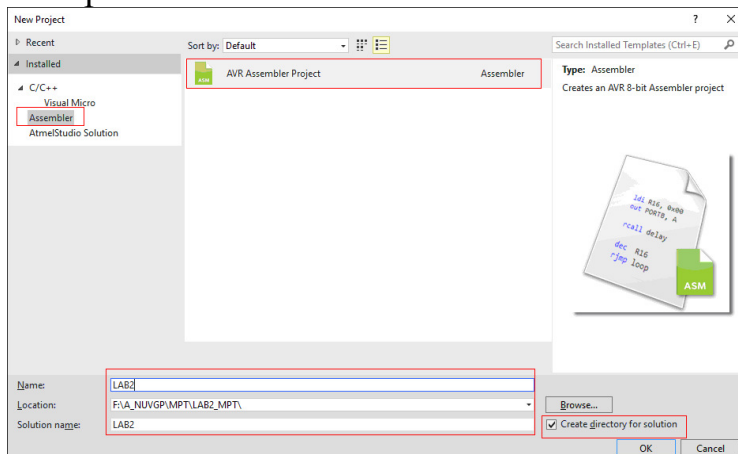 New Project
? ×
Recent
Sort by: Default
Search Installed Templates (Ctrl+E)
Installed
C/C++
Visual Micro
Assembler
AtmelStudio Solution
ASM
AVR Assembler Project Assembler
Type: Assembler
Creates an AVR 8-bit Assembler project
ldi R16, 0x00
out PORTB, A
rcall delay
dec R16
rjmp loop
ASM
Name: LAB2
Location: F:\A_NUVGP\MPT\LAB2_MPT\
Browse...
Solution name: LAB2
Create directory for solution
OK Cancel